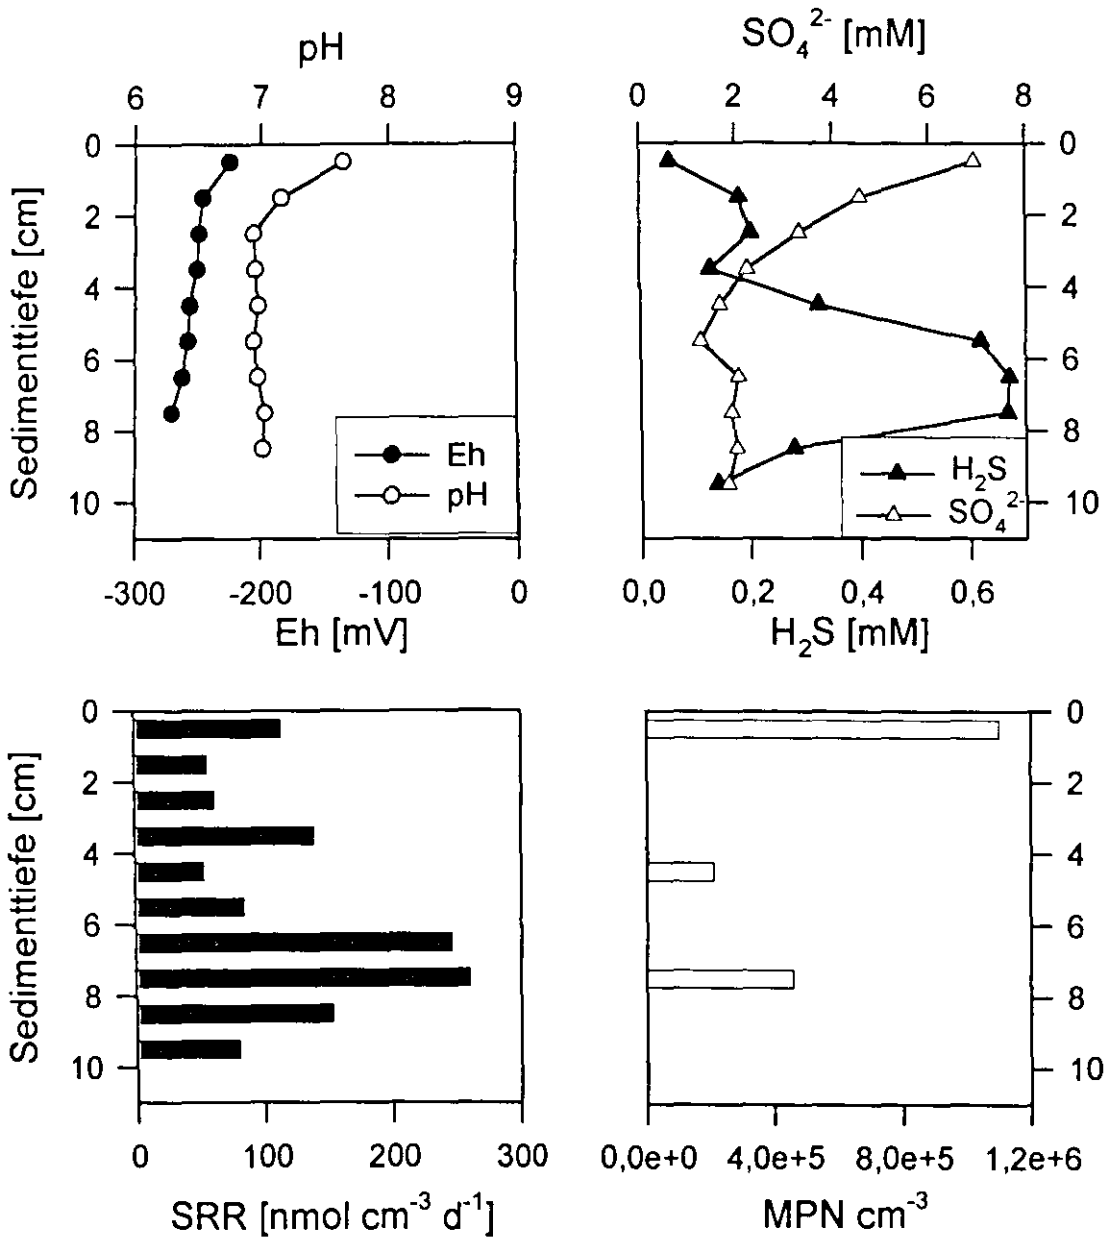 pH
6 7 8 9
0
2
4
6
8
10
Sedimenttiefe [cm]
Eh
pH
-300 -200 -100 0
Eh [mV]
SO₄²⁻ [mM]
0 2 4 6 7 8
0
2
4
6
8
10
H₂S
SO₄²⁻
0,0 0,2 0,4 0,6
H₂S [mM]
0
2
4
6
8
10
Sedimenttiefe [cm]
0 100 200 300
SRR [nmol cm⁻³ d⁻¹]
0
2
4
6
8
10
0,0e+0 4,0e+5 8,0e+5 1,2e+6
MPN cm⁻³